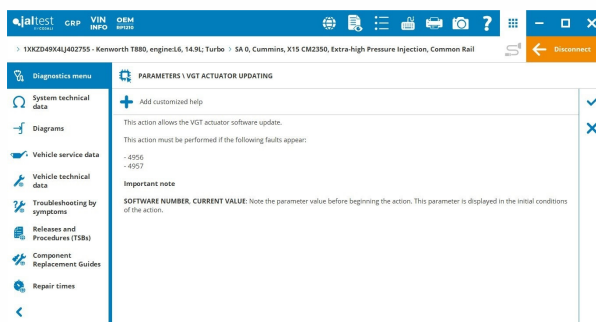 jaltest GRP VIN INFO OEM RP1210
BY COJALI
1XKZD49X4LJ402755 - Kenworth T880, engine:L6, 14.9L; Turbo > SA 0, Cummins, X15 CM2350, Extra-high Pressure Injection, Common Rail
Disconnect
Diagnostics menu
PARAMETERS \ VGT ACTUATOR UPDATING
System technical data
Add customized help
This action allows the VGT actuator software update.
Diagrams
This action must be performed if the following faults appear:
Vehicle service data
- 4956
- 4957
Vehicle technical data
Important note
Troubleshooting by symptoms
SOFTWARE NUMBER, CURRENT VALUE: Note the parameter value before beginning the action. This parameter is displayed in the initial conditions
of the action.
Releases and Procedures (TSBs)
Component Replacement Guides
Repair times